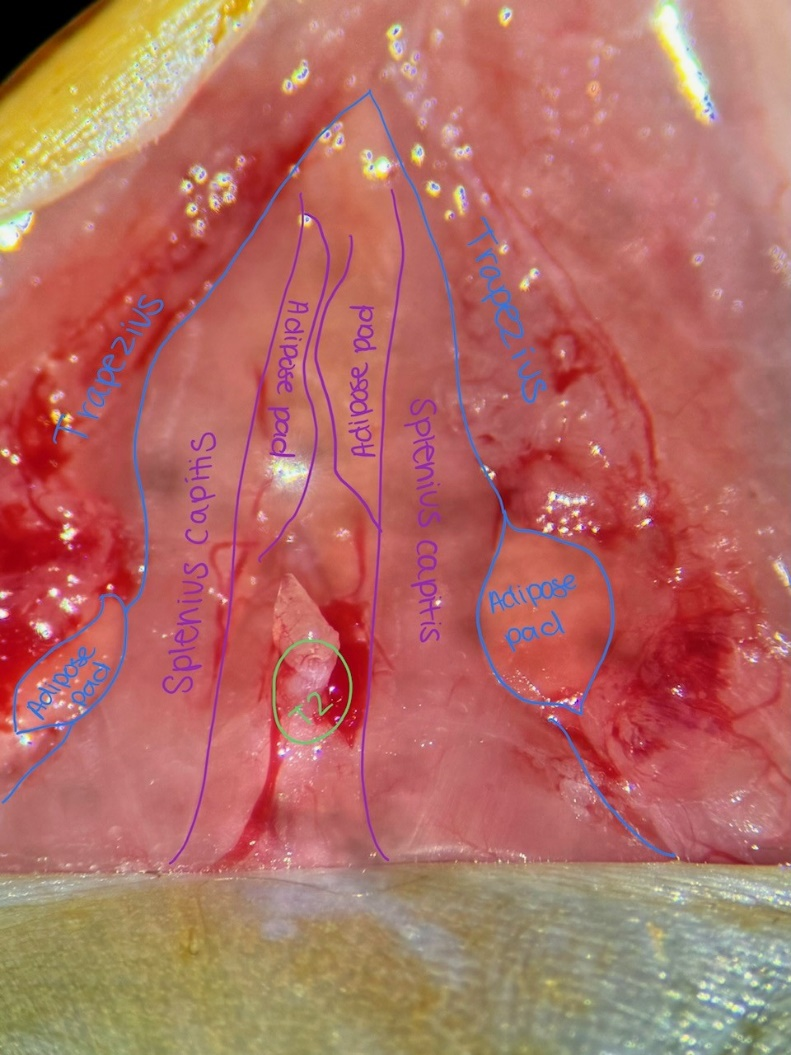 Trapezius
Trapezius
Adipose pad
Adipose pad
Splenius capitis
Splenius capitis
Adipose
pad
Adipose
pad
T2